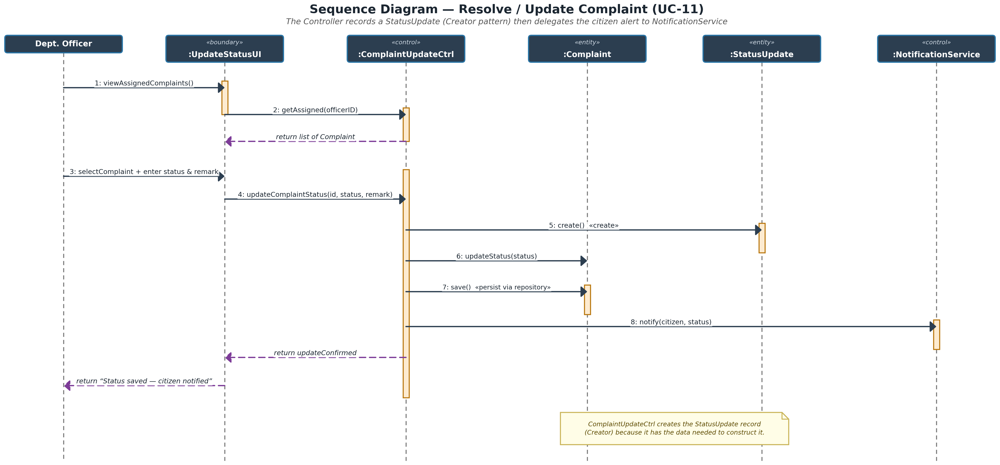 Sequence Diagram — Resolve / Update Complaint (UC-11)
The Controller records a StatusUpdate (Creator pattern) then delegates the citizen alert to NotificationService
Dept. Officer
«boundary»
:UpdateStatusUI
«control»
:ComplaintUpdateCtrl
«entity»
:Complaint
«entity»
:StatusUpdate
«control»
:NotificationService
1: viewAssignedComplaints()
2: getAssigned(officerID)
return list of Complaint
3: selectComplaint + enter status & remark
4: updateComplaintStatus(id, status, remark)
5: create()  «create»
6: updateStatus(status)
7: save()  «persist via repository»
8: notify(citizen, status)
return updateConfirmed
return “Status saved — citizen notified”
ComplaintUpdateCtrl creates the StatusUpdate record
(Creator) because it has the data needed to construct it.